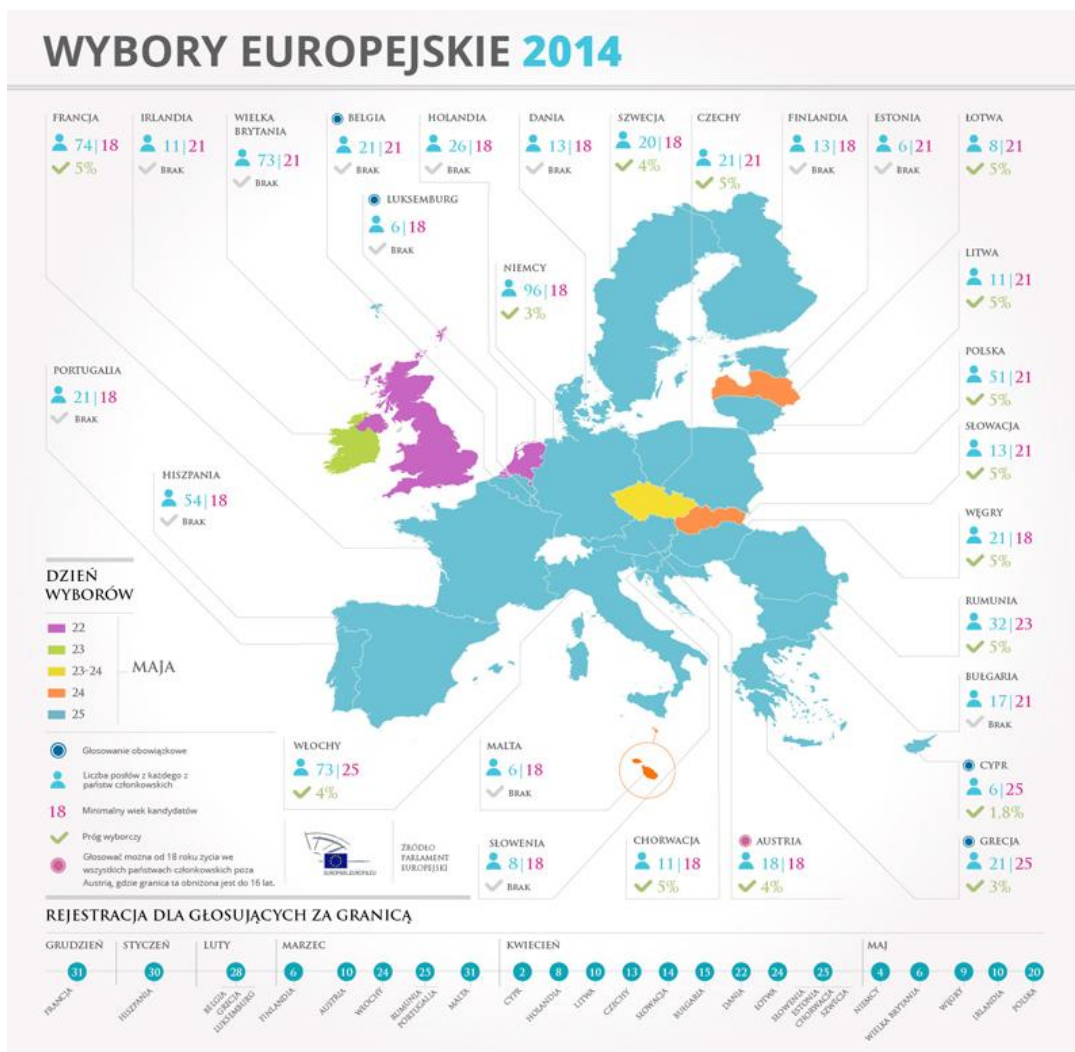 WYBORY EUROPEJSKIE 2014
FRANCJA
74|18
5%
IRLANDIA
11|21
BRAK
WIELKA
BRYTANIA
73|21
BRAK
BELGIA
21|21
BRAK
HOLANDIA
26|18
BRAK
DANIA
13|18
BRAK
SZWECJA
20|18
4%
CZECHY
21|21
5%
FINLANDIA
13|18
BRAK
ESTONIA
6|21
BRAK
ŁOTWA
8|21
5%
LUKSEMBURG
6|18
BRAK
NIEMCY
96|18
3%
LITWA
11|21
5%
PORTUGALIA
21|18
BRAK
POLSKA
51|21
5%
SŁOWACJA
13|21
5%
HISZPANIA
54|18
BRAK
WĘGRY
21|18
5%
RUMUNIA
32|23
5%
BUŁGARIA
17|21
BRAK
CYPR
6|25
1,8%
GRECJA
21|25
3%
WŁOCHY
73|25
4%
MALTA
6|18
BRAK
SŁOWENIA
8|18
BRAK
CHORWACJA
11|18
5%
AUSTRIA
18|18
4%
DZIEŃ
WYBORÓW
22
23
23-24
24
25
MAJA
Głosowanie obowiązkowe
Liczba posłów z każdego z
państw członkowskich
18 Minimalny wiek kandydatów
Próg wyborczy
Głosować można od 18 roku życia we
wszystkich państwach członkowskich poza
Austrią, gdzie granica ta obniżona jest do 16 lat.
EUROPARL.EUROPA.EU
ŹRÓDŁO
PARLAMENT
EUROPEJSKI
REJESTRACJA DLA GŁOSUJĄCYCH ZA GRANICĄ
GRUDZIEŃ
31
FRANCJA
STYCZEŃ
30
HISZPANIA
LUTY
28
BELGIA
GRECJA
LUKSEMBURG
MARZEC
6
FINLANDIA
10
AUSTRIA
24
WŁOCHY
25
RUMUNIA
PORTUGALIA
31
MALTA
KWIECIEŃ
2
CYPR
8
HOLANDIA
10
LITWA
13
CZECHY
14
SŁOWACJA
15
BUŁGARIA
22
DANIA
24
ŁOTWA
25
SŁOWENIA
ESTONIA
CHORWACJA
SZWECJA
MAJ
4
NIEMCY
6
WIELKA BRYTANIA
9
WĘGRY
10
IRLANDIA
20
POLSKA